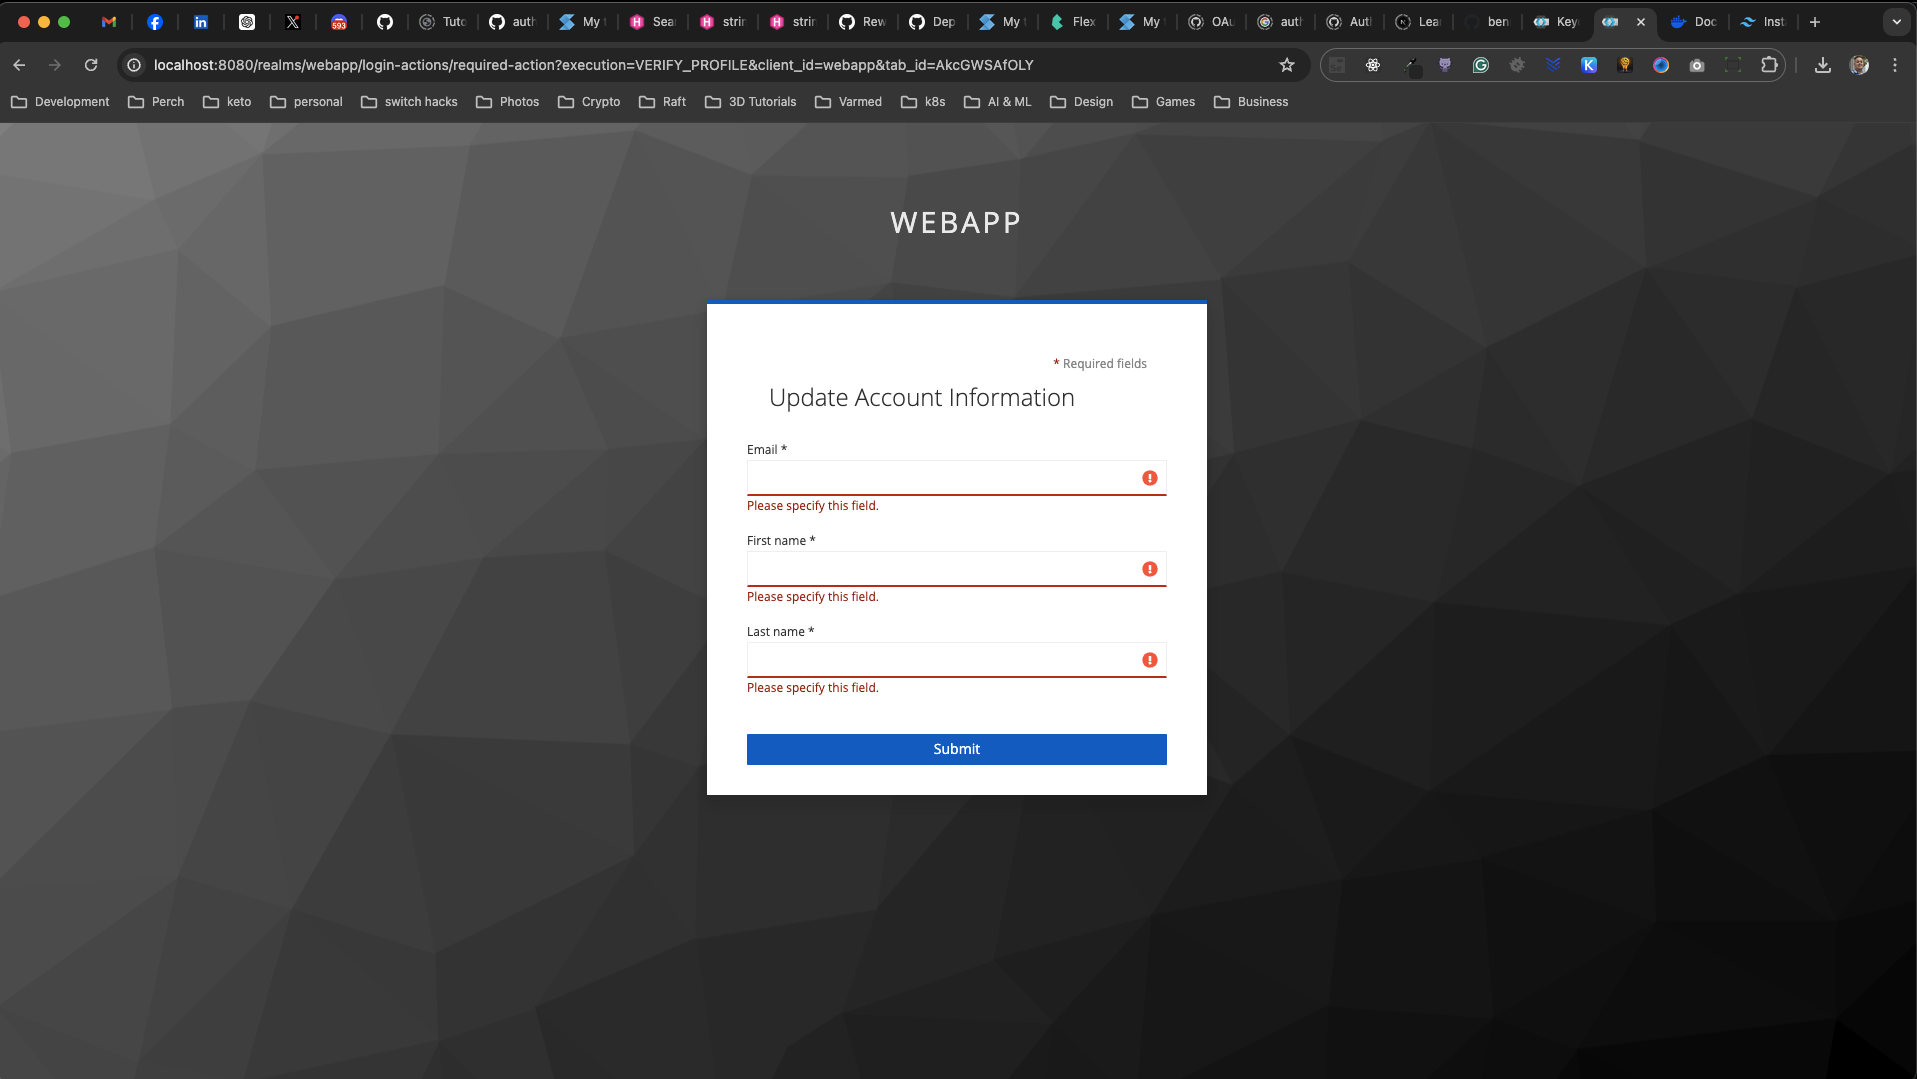 593 Tuto auth My t Sea strin strin Rew Dep My t Flex My OAu auth Auth Lea ben Key Doc Inst
localhost:8080/realms/webapp/login-actions/required-action?execution=VERIFY_PROFILE&client_id=webapp&tab_id=AkcGWSAfOLY
Development Perch keto personal switch hacks Photos Crypto Raft 3D Tutorials Varmed k8s AI & ML Design Games Business
WEBAPP
* Required fields
Update Account Information
Email *
Please specify this field.
First name *
Please specify this field.
Last name *
Please specify this field.
Submit